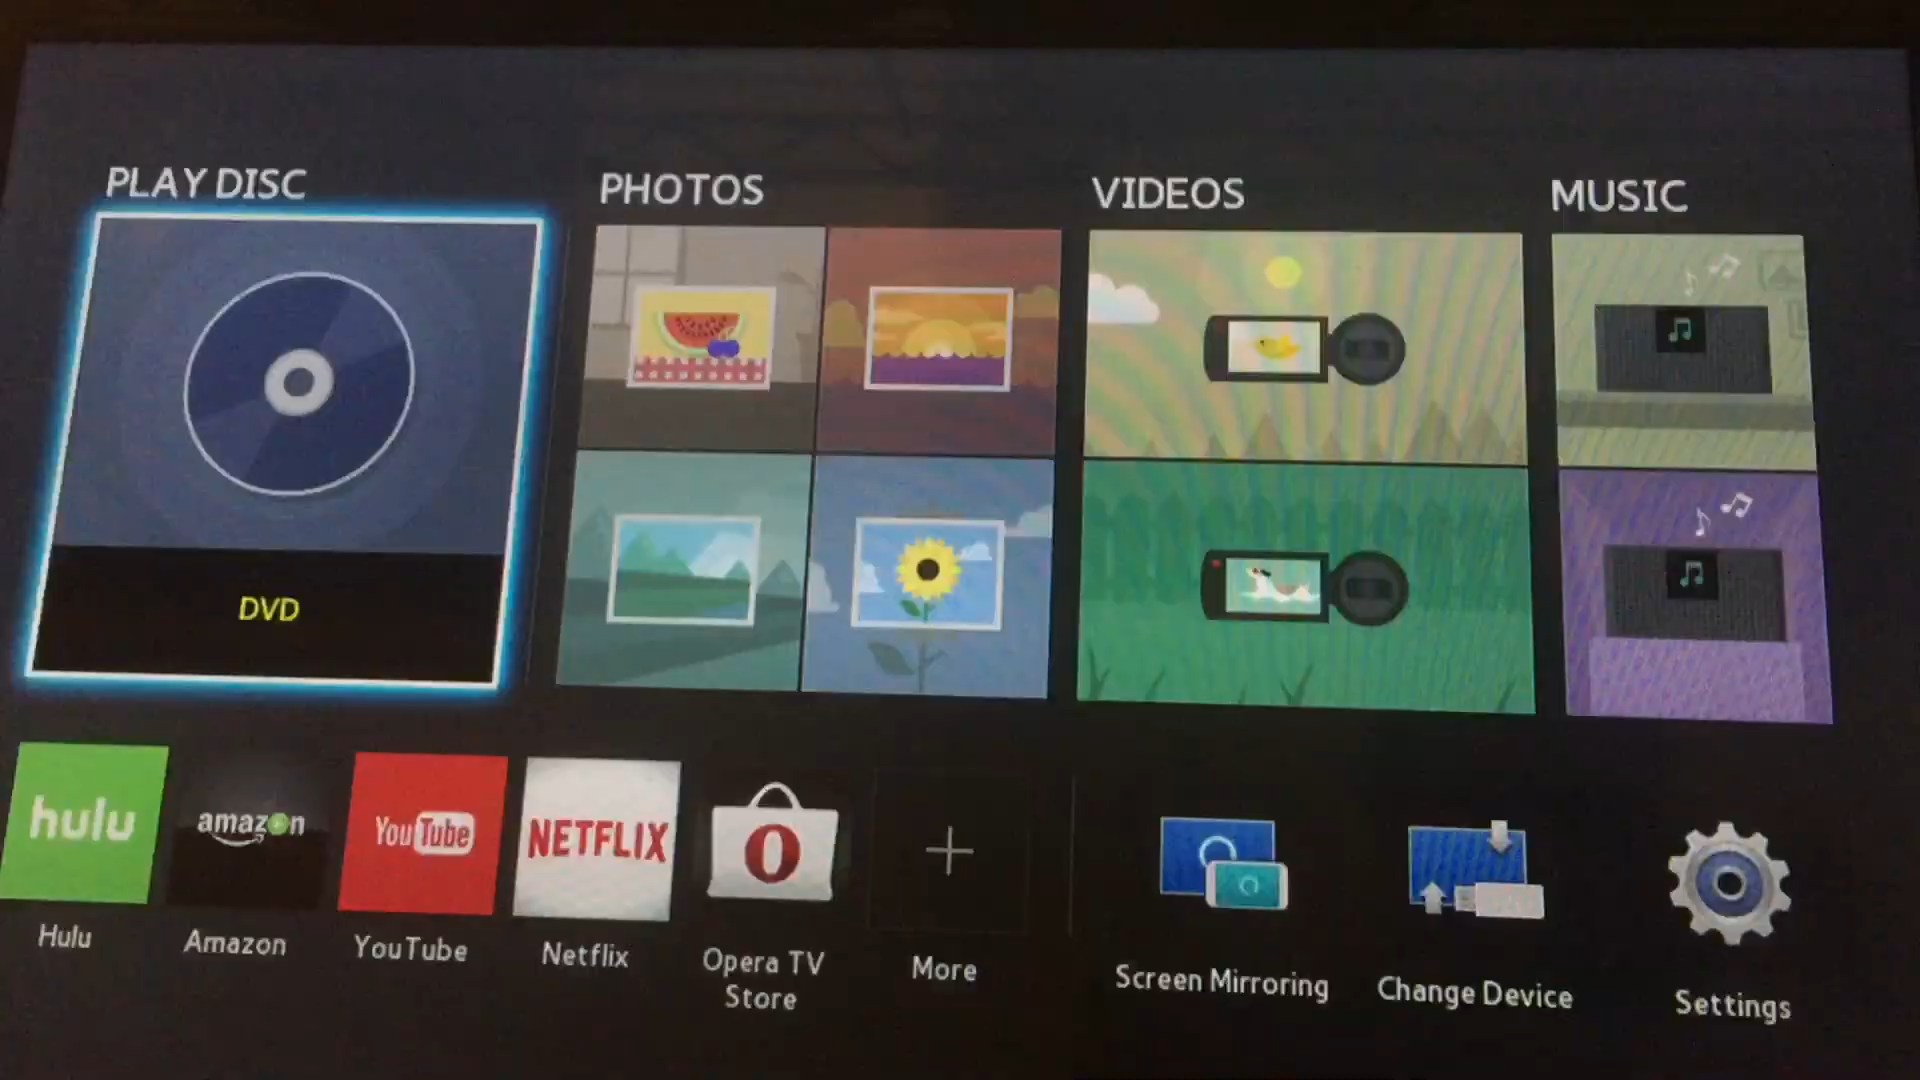 PLAY DISC
PHOTOS
VIDEOS
MUSIC
DVD
hulu
amazon
YouTube
NETFLIX
O
Hulu
Amazon
YouTube
Netflix
Opera TV
Store
More
Screen Mirroring
Change Device
Settings